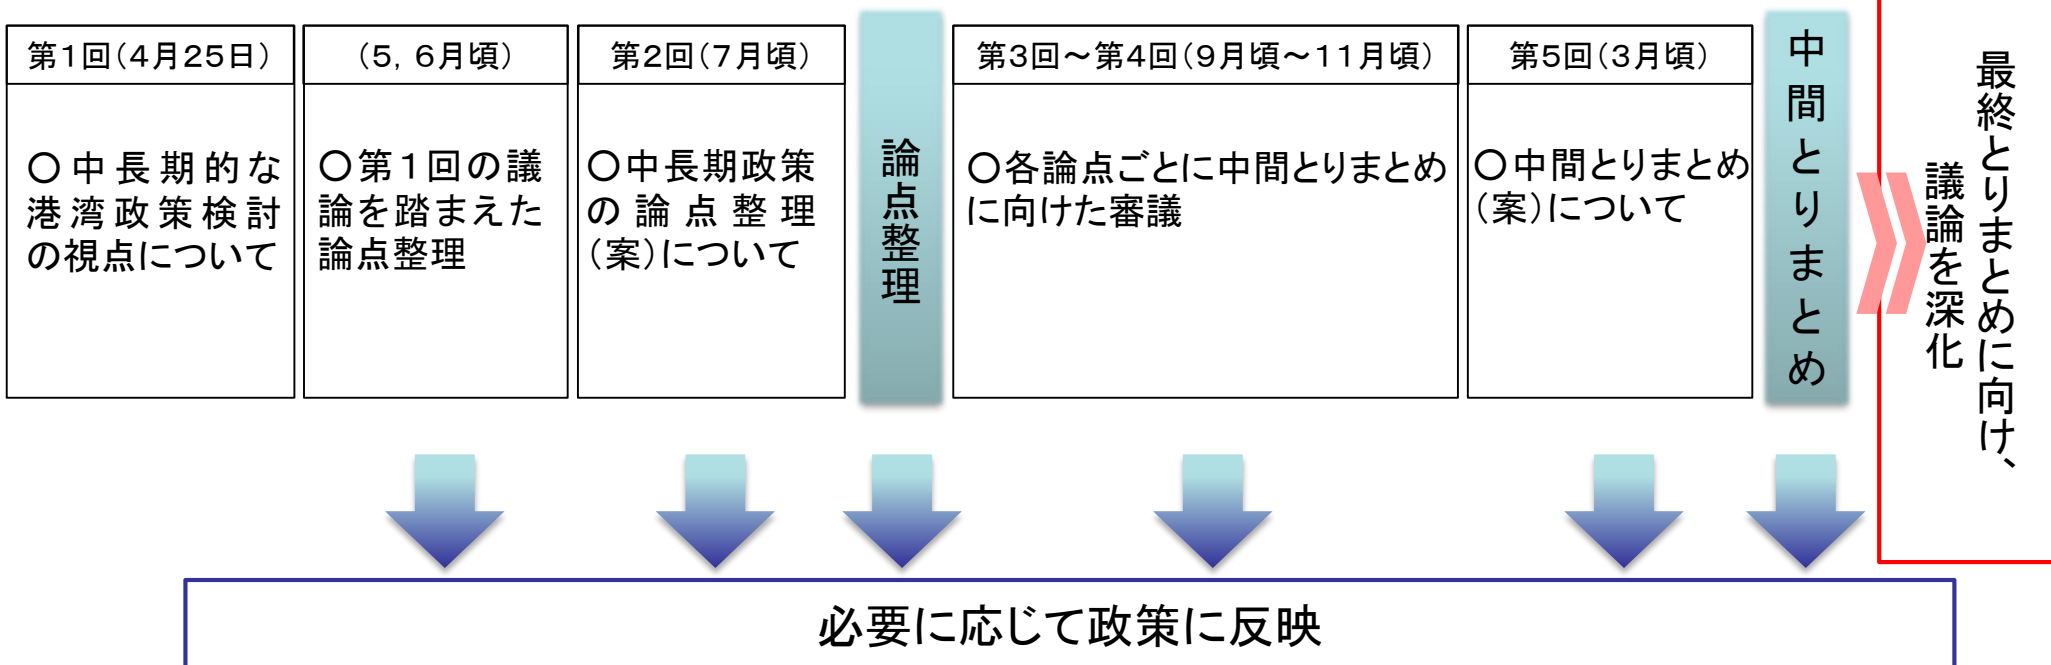 第1回(4月25日)
○中長期的な
港湾政策検討
の視点について
(5，6月頃)
○第1回の議
論を踏まえた
論点整理
第2回(7月頃)
○中長期政策
の論点整理
(案)について
論点整理
第3回～第4回(9月頃～11月頃)
○各論点ごとに中間とりまとめ
に向けた審議
第5回(3月頃)
○中間とりまとめ
(案)について
中間とりまとめ
最終とりまとめに向け、
議論を深化
必要に応じて政策に反映